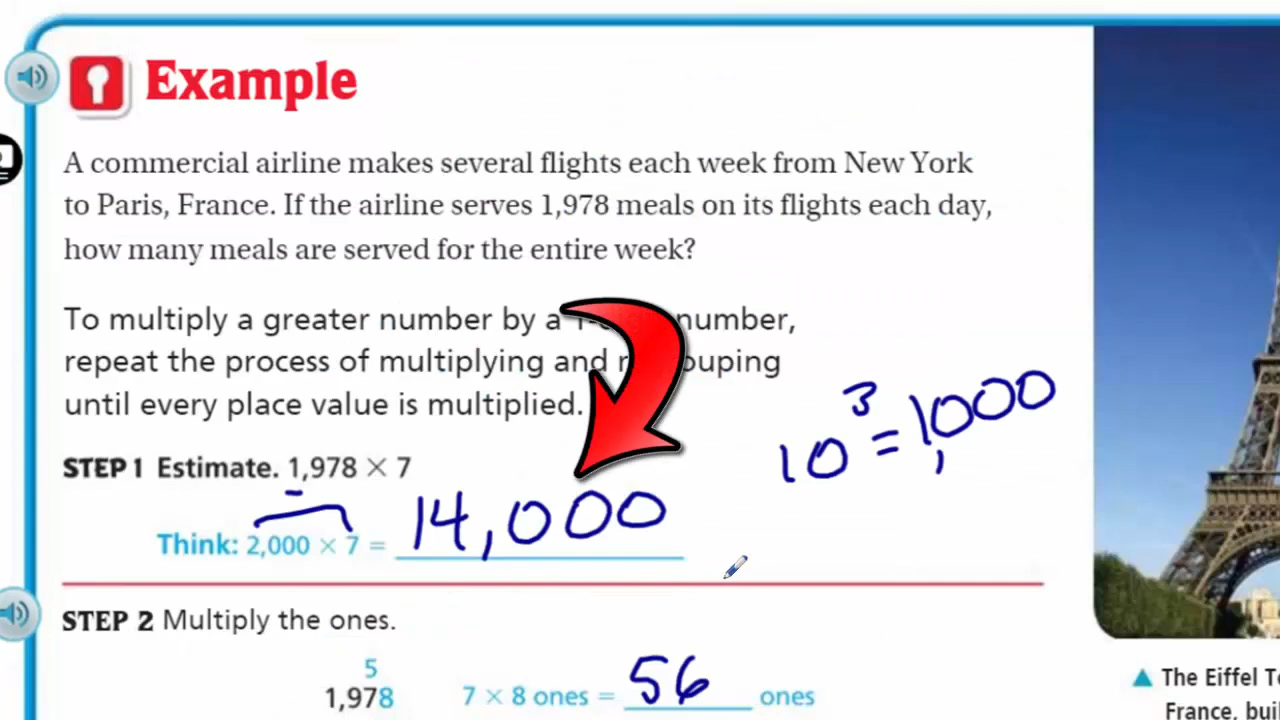 Example
A commercial airline makes several flights each week from New York
to Paris, France. If the airline serves 1,978 meals on its flights each day,
how many meals are served for the entire week?
To multiply a greater number by a number,
repeat the process of multiplying and
until every place value is multiplied.
10³ = 1,000
STEP 1 Estimate. 1,978 × 7
Think: 2,000 × 7 = 14,000
STEP 2 Multiply the ones.
5
1,978 7 × 8 ones = 56 ones
▲ The Eiffel
France,